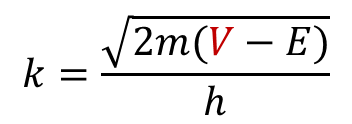 k = √2m(V − E) / h